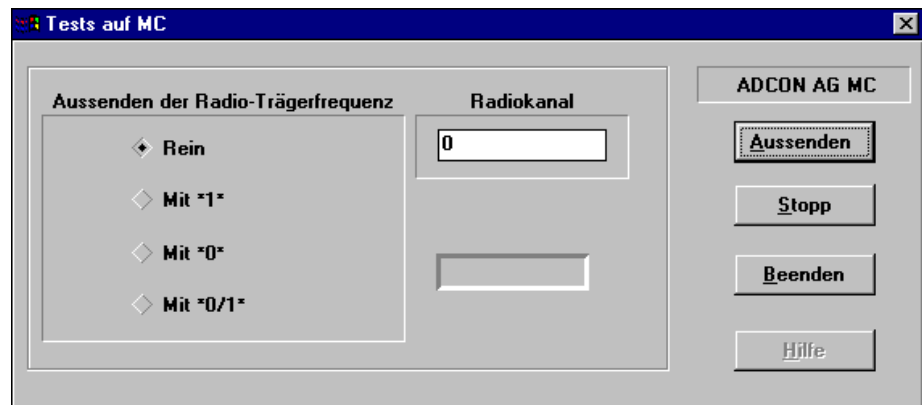 Tests auf MC
Aussenden der Radio-Trägerfrequenz
Rein
Mit "1"
Mit "0"
Mit "0/1"
Radiokanal
0
ADCON AG MC
Aussenden
Stopp
Beenden
Hilfe